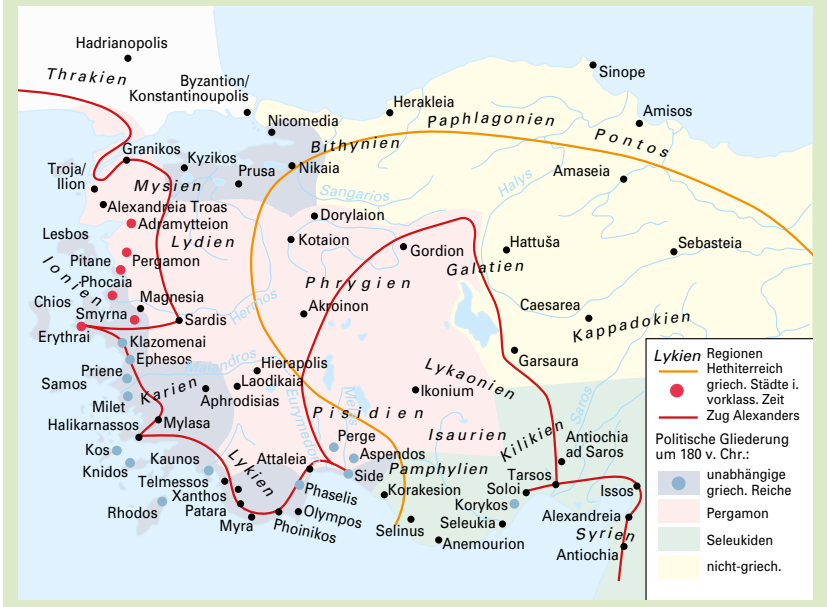 Hadrianopolis
Thrakien
Byzantion/
Konstantinoupolis
Sinope
Herakleia
Paphlagonien
Amisos
Nicomedia
Bithynien
Pontos
Granikos
Kyzikos
Nikaia
Troja/
Ilion
Mysien
Prusa
Amaseia
Halys
Sangarios
Alexandreia Troas
Adramytteion
Dorylaion
Lesbos
Lydien
Kotaion
Gordion
Hattuša
Sebasteia
Pitane
Pergamon
Ionien
Galatien
Phocaia
Phrygien
Magnesia
Chios
Smyrna
Hermos
Akroinon
Caesarea
Kappadokien
Erythrai
Sardis
Klazomenai
Ephesos
Garsaura
Priene
Maiandros
Hierapolis
Lykaonien
Samos
Karien
Laodikaia
Aphrodisias
Ikonium
Saros
Milet
Eurymedon
Melas
Pisidien
Halikarnassos
Mylasa
Isaurien
Kilikien
Perge
Kos
Kaunos
Aspendos
Antiochia
ad Saros
Attaleia
Pamphylien
Knidos
Telmessos
Lykien
Side
Tarsos
Issos
Xanthos
Phaselis
Korakesion
Soloi
Korykos
Rhodos
Patara
Olympos
Alexandreia
Myra
Phoinikos
Selinus
Seleukia
Syrien
Anemourion
Antiochia
Lykien Regionen
Hethiterreich
griech. Städte i.
vorklass. Zeit
Zug Alexanders
Politische Gliederung
um 180 v. Chr.:
unabhängige
griech. Reiche
Pergamon
Seleukiden
nicht-griech.